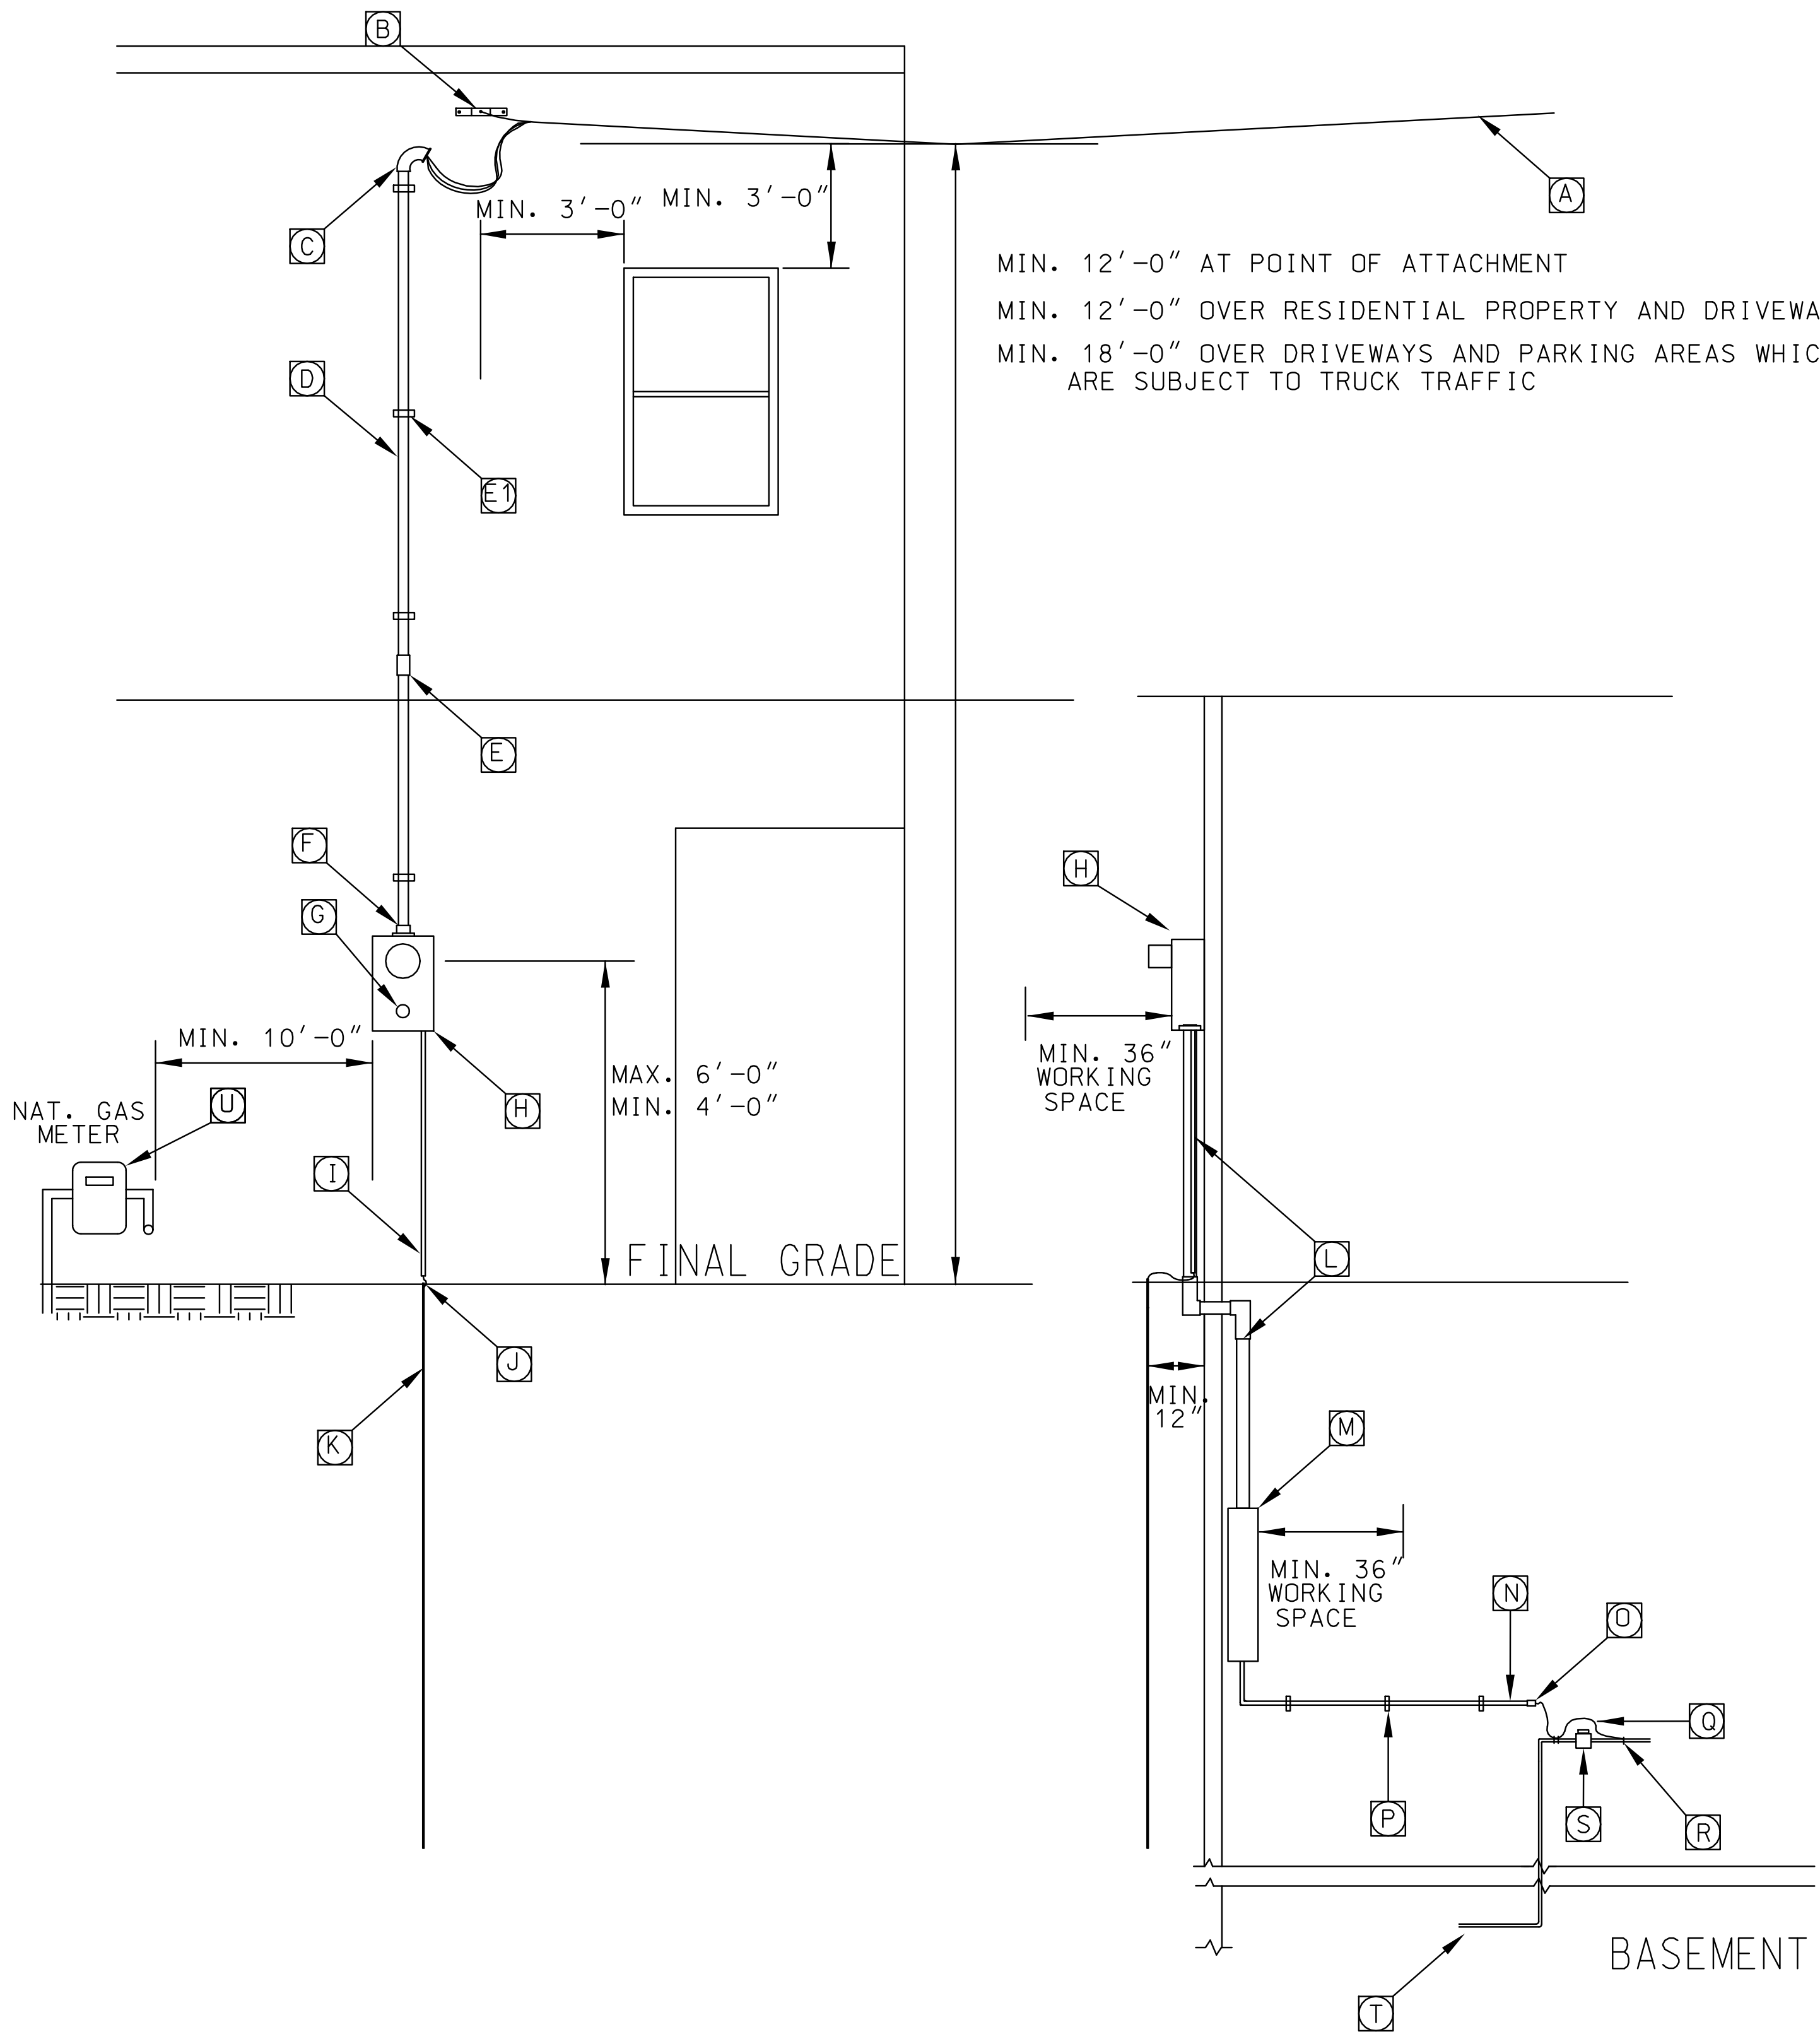 B
A
MIN. 3'-0" MIN. 3'-0"
C
MIN. 12'-0" AT POINT OF ATTACHMENT
MIN. 12'-0" OVER RESIDENTIAL PROPERTY AND DRIVEWA
MIN. 18'-0" OVER DRIVEWAYS AND PARKING AREAS WHIC
ARE SUBJECT TO TRUCK TRAFFIC
D
E1
E
F
H
G
MIN. 10'-0"
MAX. 6'-0"
MIN. 4'-0"
MIN. 36"
WORKING
SPACE
NAT. GAS
METER
U
H
I
L
FINAL GRADE
J
K
MIN.
12"
M
MIN. 36"
WORKING
SPACE
N
O
Q
P
S
R
BASEMENT
T